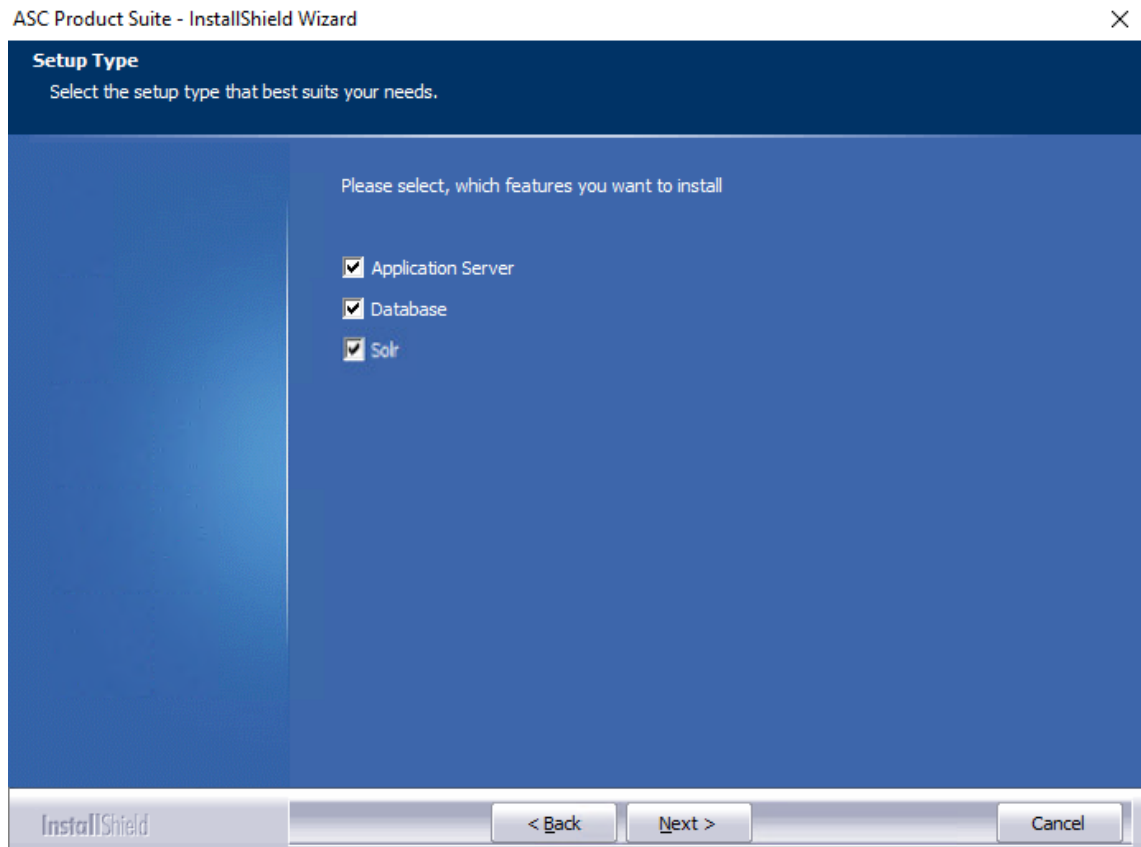 ASC Product Suite - InstallShield Wizard
Setup Type
Select the setup type that best suits your needs.
Please select, which features you want to install
Application Server
Database
Solr
InstallShield
< Back
Next >
Cancel